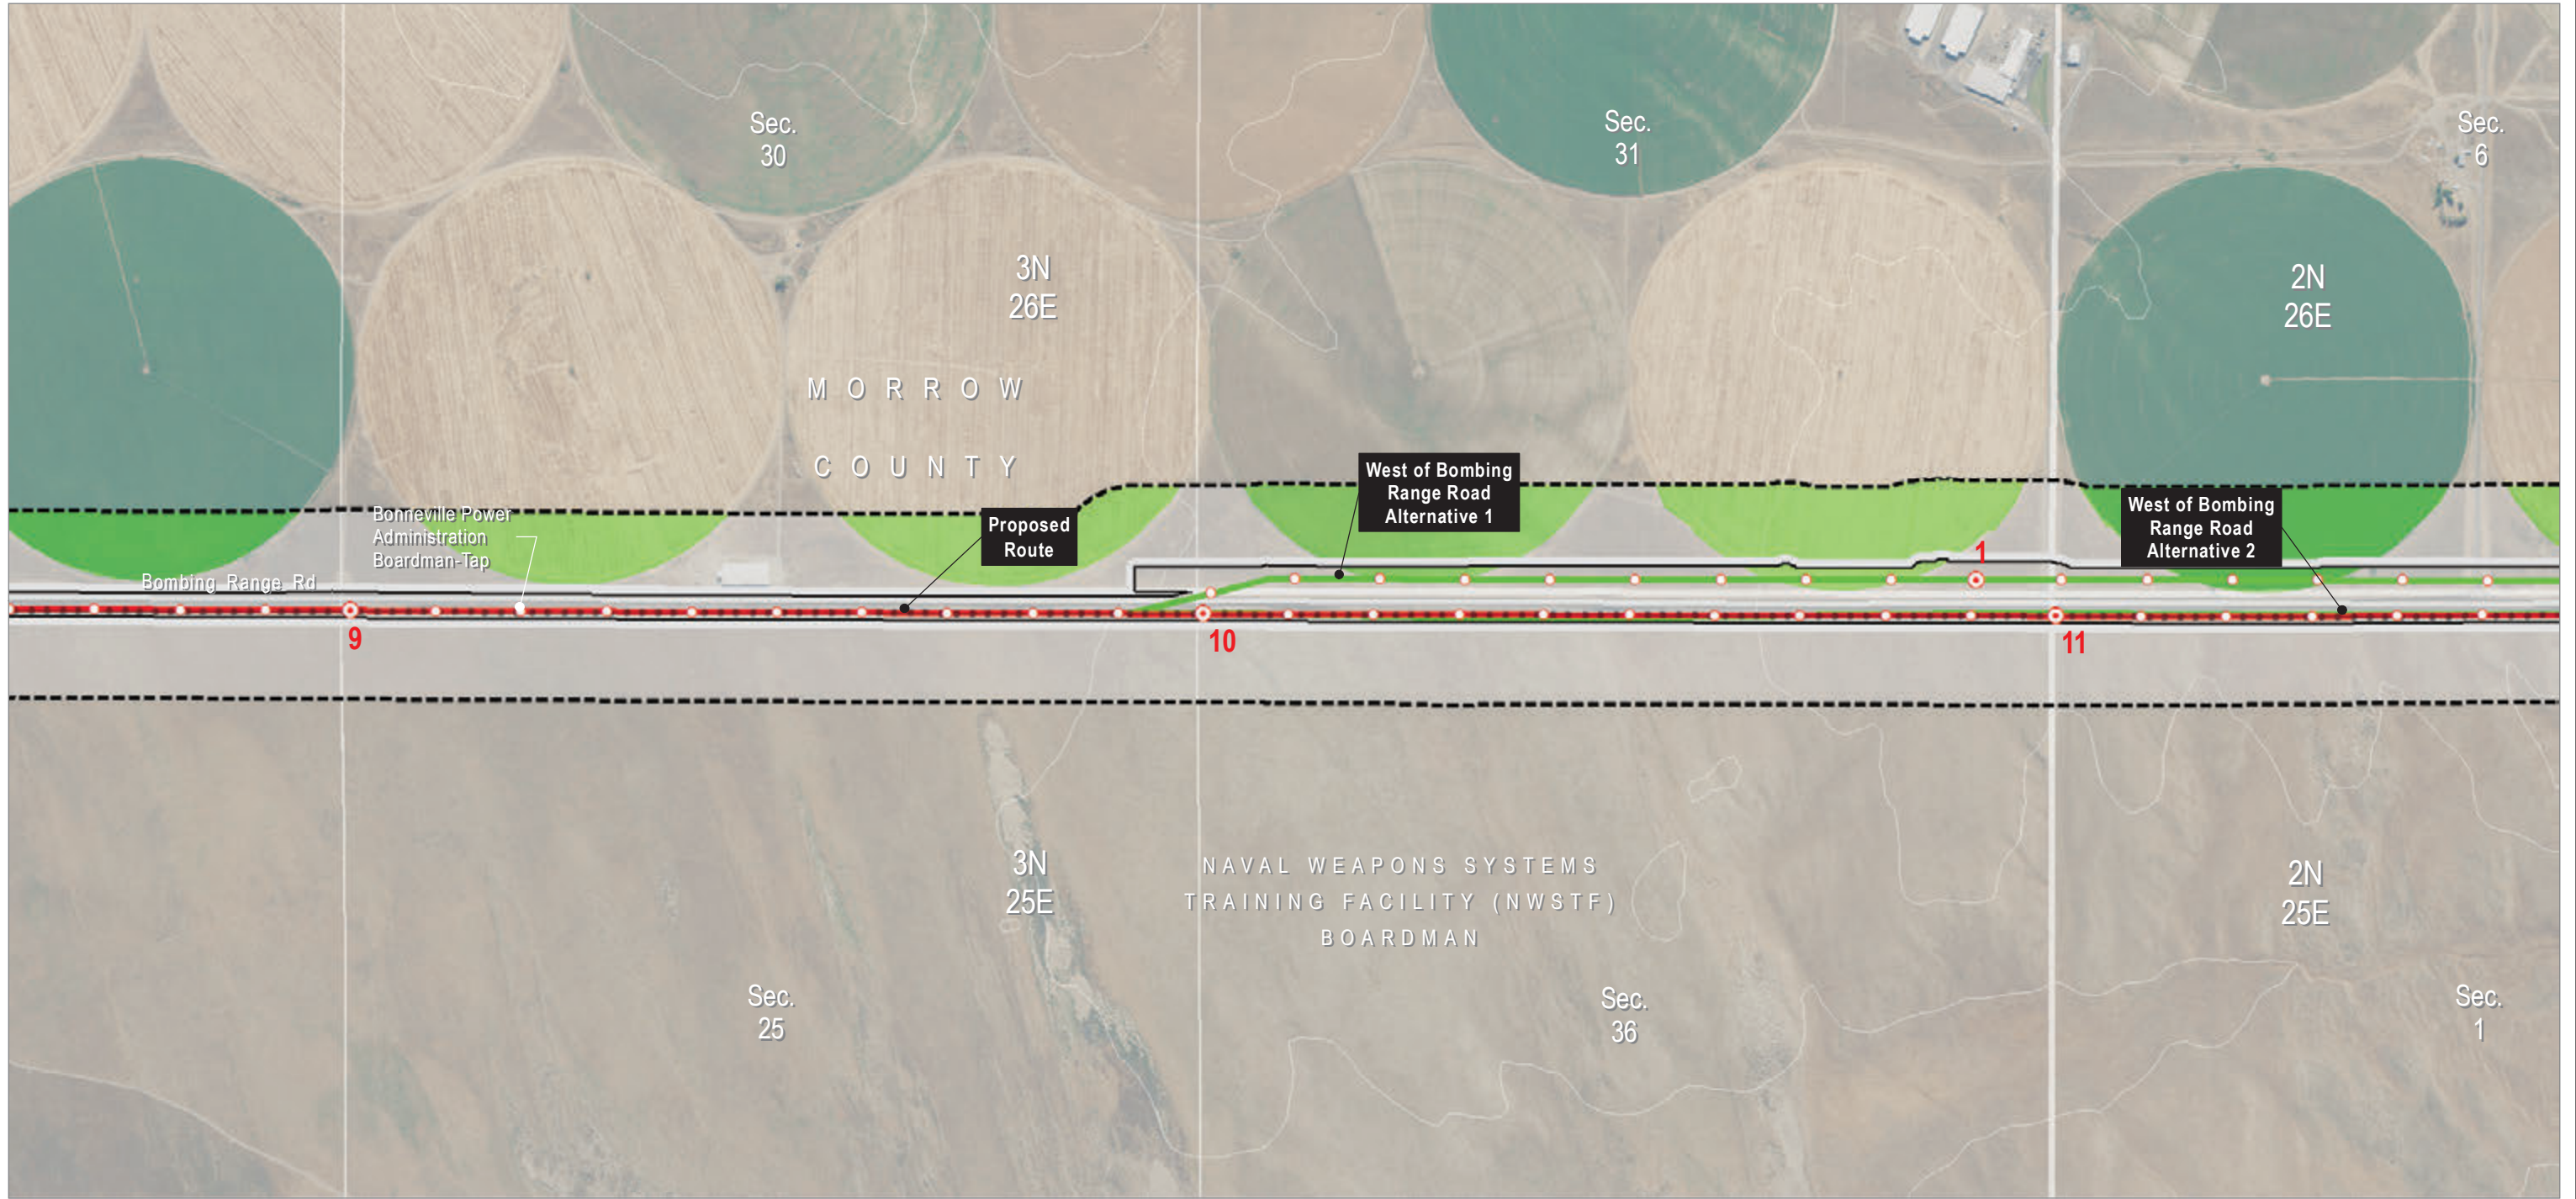 Sec.
30
Sec.
31
Sec.
6
3N
26E
2N
26E
MORROW
COUNTY
West of Bombing
Range Road
Alternative 1
West of Bombing
Range Road
Alternative 2
Bonneville Power
Administration
Boardman-Tap
Proposed
Route
Bombing Range Rd
1
9
10
11
3N
25E
NAVAL WEAPONS SYSTEMS
TRAINING FACILITY (NWSTF)
BOARDMAN
2N
25E
Sec.
25
Sec.
36
Sec.
1